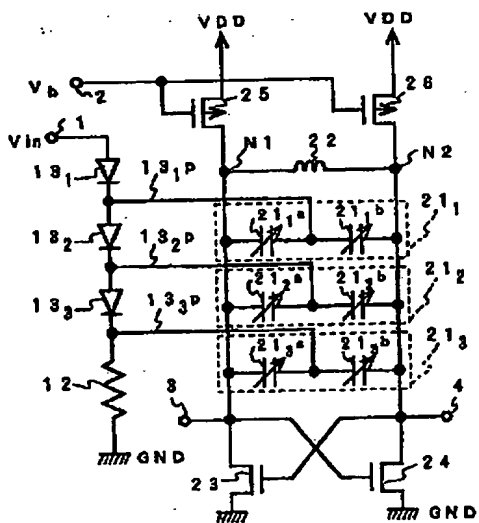 VDD VDD
Vb 2 25 26
Vin 1
N1 22 N2
13₁ 13₁p
21₁a 21₁b 21₁
13₂ 13₂p
21₂a 21₂b 21₂
13₃ 13₃p
21₃a 21₃b 21₃
12
3 4
GND
23 24
GND